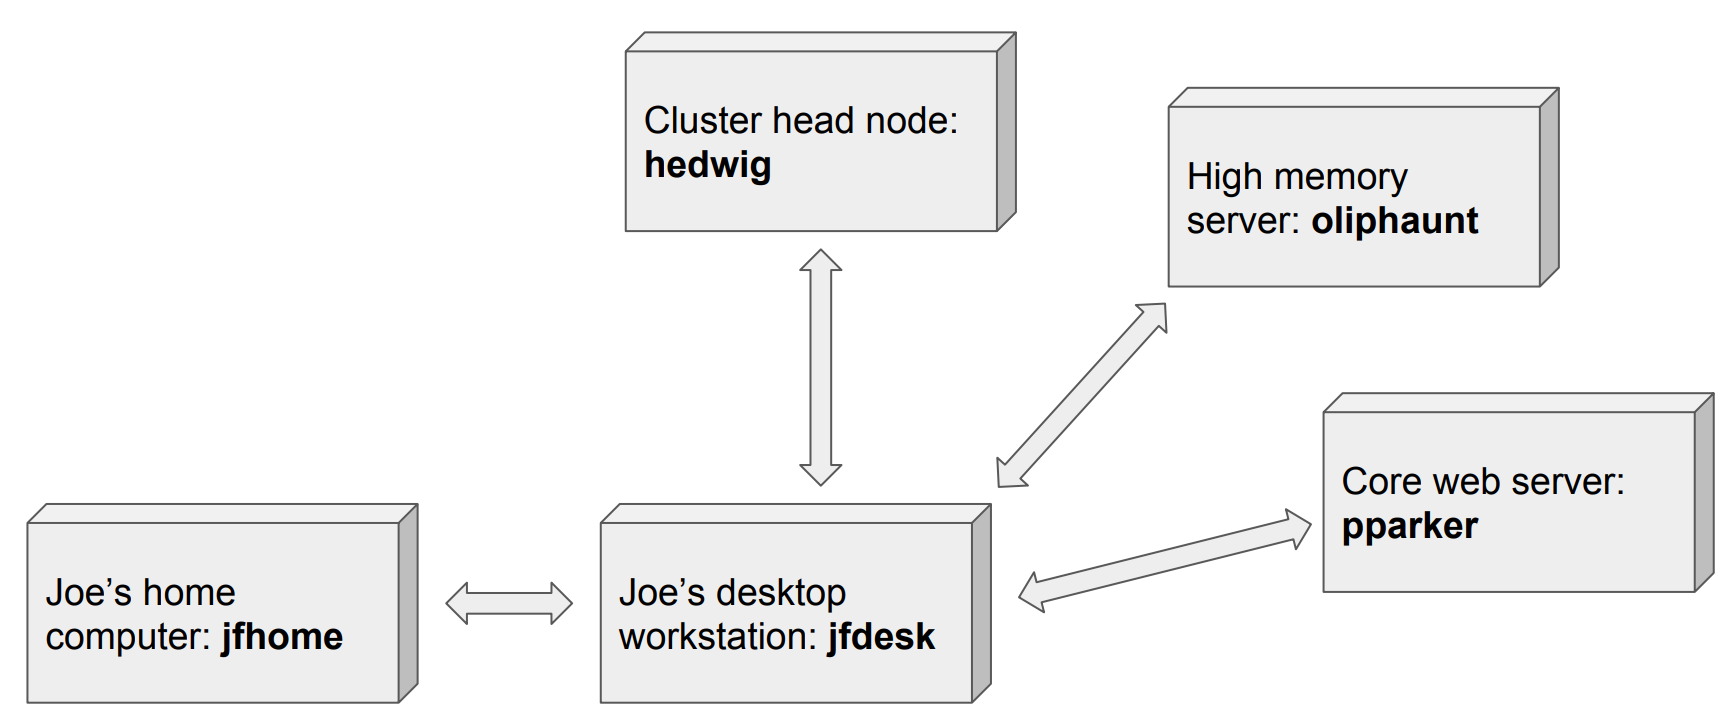 Cluster head node:
hedwig
High memory
server: oliphaunt
Core web server:
pparker
Joe’s home
computer: jfhome
Joe’s desktop
workstation: jfdesk